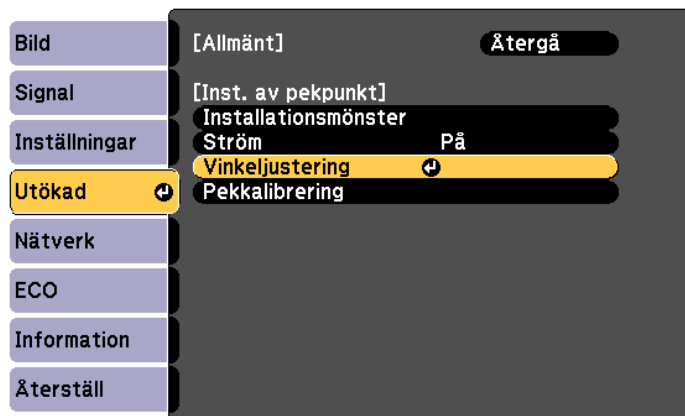 Bild
Signal
Inställningar
Utökad
Nätverk
ECO
Information
Återställ
[Allmänt] Återgå
[Inst. av pekpunkt]
Installationsmönster
Ström På
Vinkeljustering
Pekkalibrering